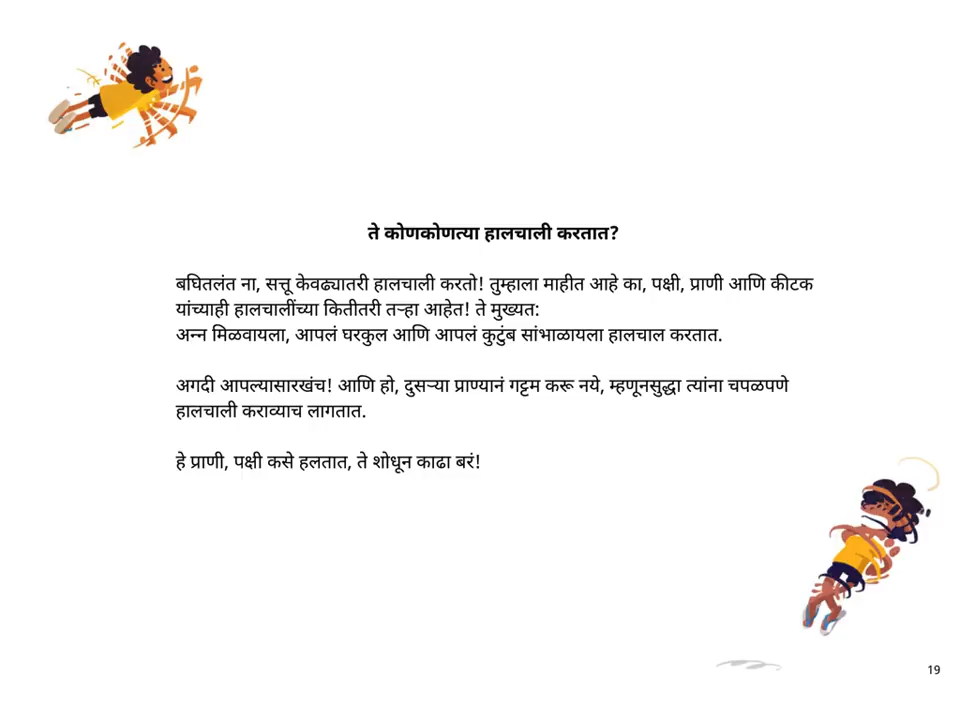 ते कोणकोणत्या हालचाली करतात?
बघितलंत ना, सत्तू केवढ्यातरी हालचाली करतो! तुम्हाला माहीत आहे का, पक्षी, प्राणी आणि कीटक
यांच्याही हालचालींच्या कितीतरी तऱ्हा आहेत! ते मुख्यत:
अन्न मिळवायला, आपलं घरकुल आणि आपलं कुटुंब सांभाळायला हालचाल करतात.
अगदी आपल्यासारखंच! आणि हो, दुसऱ्या प्राण्यानं गट्टम करू नये, म्हणूनसुद्धा त्यांना चपळपणे
हालचाली कराव्याच लागतात.
हे प्राणी, पक्षी कसे हलतात, ते शोधून काढा बरं!
19